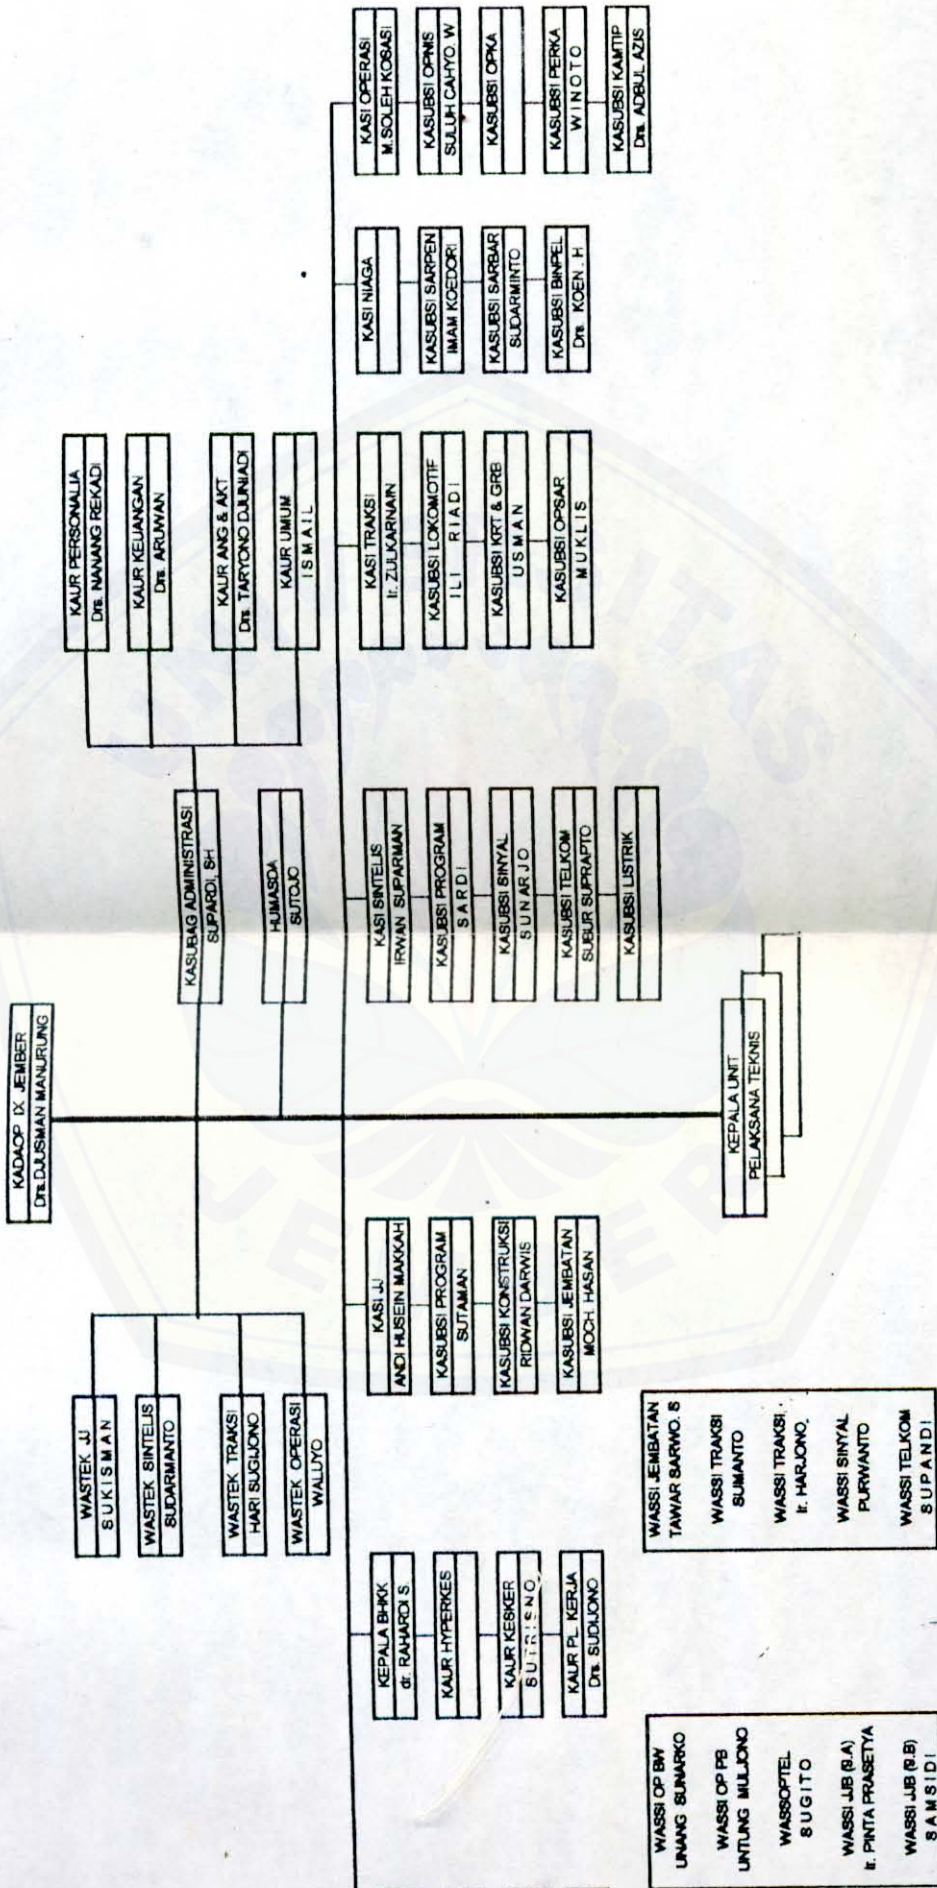 KADAOP IX JEMBER
Drs.DJUSMAN MANURUNG
WASTEK JJ
SUKISMAN
WASTEK SINTELIS
SUDARMANTO
WASTEK TRAKSI
HARI SUGIJONO
WASTEK OPERASI
WALUYO
KASUBAG ADMINISTRASI
SUPARDI, SH
HUMASDA
SUTOJO
KAUR PERSONALIA
Drs. NANANG REKADI
KAUR KEUANGAN
Drs. ARUWAN
KAUR ANG & AKT
Drs. TARYONO DJUNIADI
KAUR UMUM
ISMAIL
KEPALA BHKK
dr. RAHARDI S.
KAUR HYPERKES
KAUR KESKER
SUTRISNO
KAUR PL. KERJA
Drs. SUDIJONO
KASI JJ
ANDI HUSEIN MAKKAH
KASUBSI PROGRAM
SUTAMAN
KASUBSI KONSTRUKSI
RIDWAN DARWIS
KASUBSI JEMBATAN
MOCH. HASAN
KASI SINTELIS
IRWAN SUPARMAN
KASUBSI PROGRAM
SARDI
KASUBSI SINYAL
SUNARJO
KASUBSI TELKOM
SUBUR SUPRAPTO
KASUBSI LISTRIK
KASI TRAKSI
Ir. ZULKARNAIN
KASUBSI LOKOMOTIF
ILI RIADI
KASUBSI KRT & GRB
USMAN
KASUBSI OPSAR
MUKLIS
KASI NIAGA
KASUBSI SARPEN
IMAM KOEDORI
KASUBSI SARBAR
SUDARMINTO
KASUBSI BINPEL
Drs. KOEN. H
KASI OPERASI
M.SOLEH KOSASI
KASUBSI OPNIS
SULUH CAHYO. W
KASUBSI OPKA
KASUBSI PERKA
WINOTO
KASUBSI KAMTIP
Drs. ADBUL AZIS
WASSI OP BW
UNANG SUNARKO
WASSI OP PB
UNTUNG MULJONO
WASSOPTEL
SUGITO
WASSI JJB (9.A)
Ir. PINTA PRASETYA
WASSI JJB (9.B)
SAMSIDI
WASSI JEMBATAN
TAWAR SARWO. S
WASSI TRAKSI
SUMANTO
WASSI TRAKSI
Ir. HARJONO
WASSI SINYAL
PURWANTO
WASSI TELKOM
SUPANDI
KEPALA UNIT
PELAKSANA TEKNIS
UNIVERSITAS
JEMBER